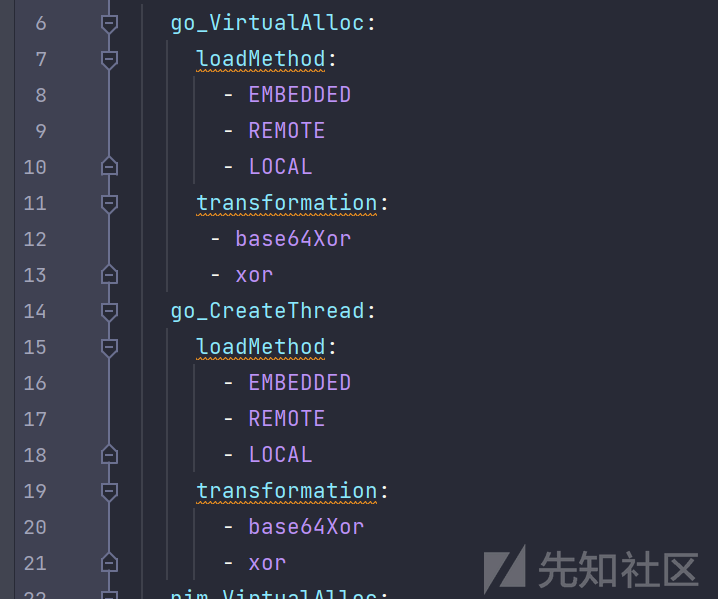 6 go_VirtualAlloc:
7 loadMethod:
8 - EMBEDDED
9 - REMOTE
10 - LOCAL
11 transformation:
12 - base64Xor
13 - xor
14 go_CreateThread:
15 loadMethod:
16 - EMBEDDED
17 - REMOTE
18 - LOCAL
19 transformation:
20 - base64Xor
21 - xor
22 nim_VirtualAlloc:
先知社区